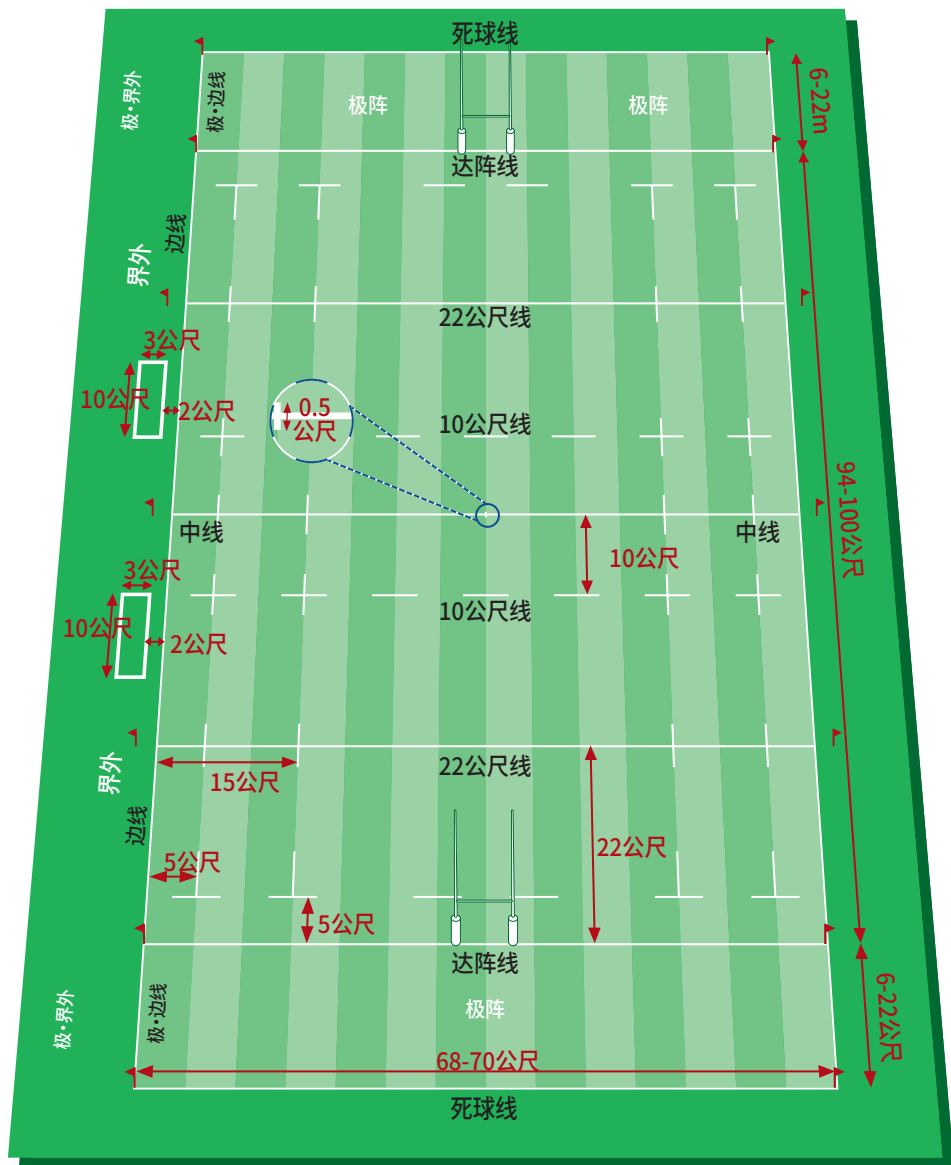 死球线
极·界外
极·边线
极阵
极阵
6-22m
达阵线
边线
界外
22公尺线
3公尺
10公尺
2公尺
0.5
公尺
10公尺线
94-100公尺
中线
中线
10公尺
3公尺
10公尺
2公尺
10公尺线
界外
22公尺线
15公尺
边线
22公尺
5公尺
5公尺
达阵线
极·界外
极·边线
极阵
6-22公尺
68-70公尺
死球线